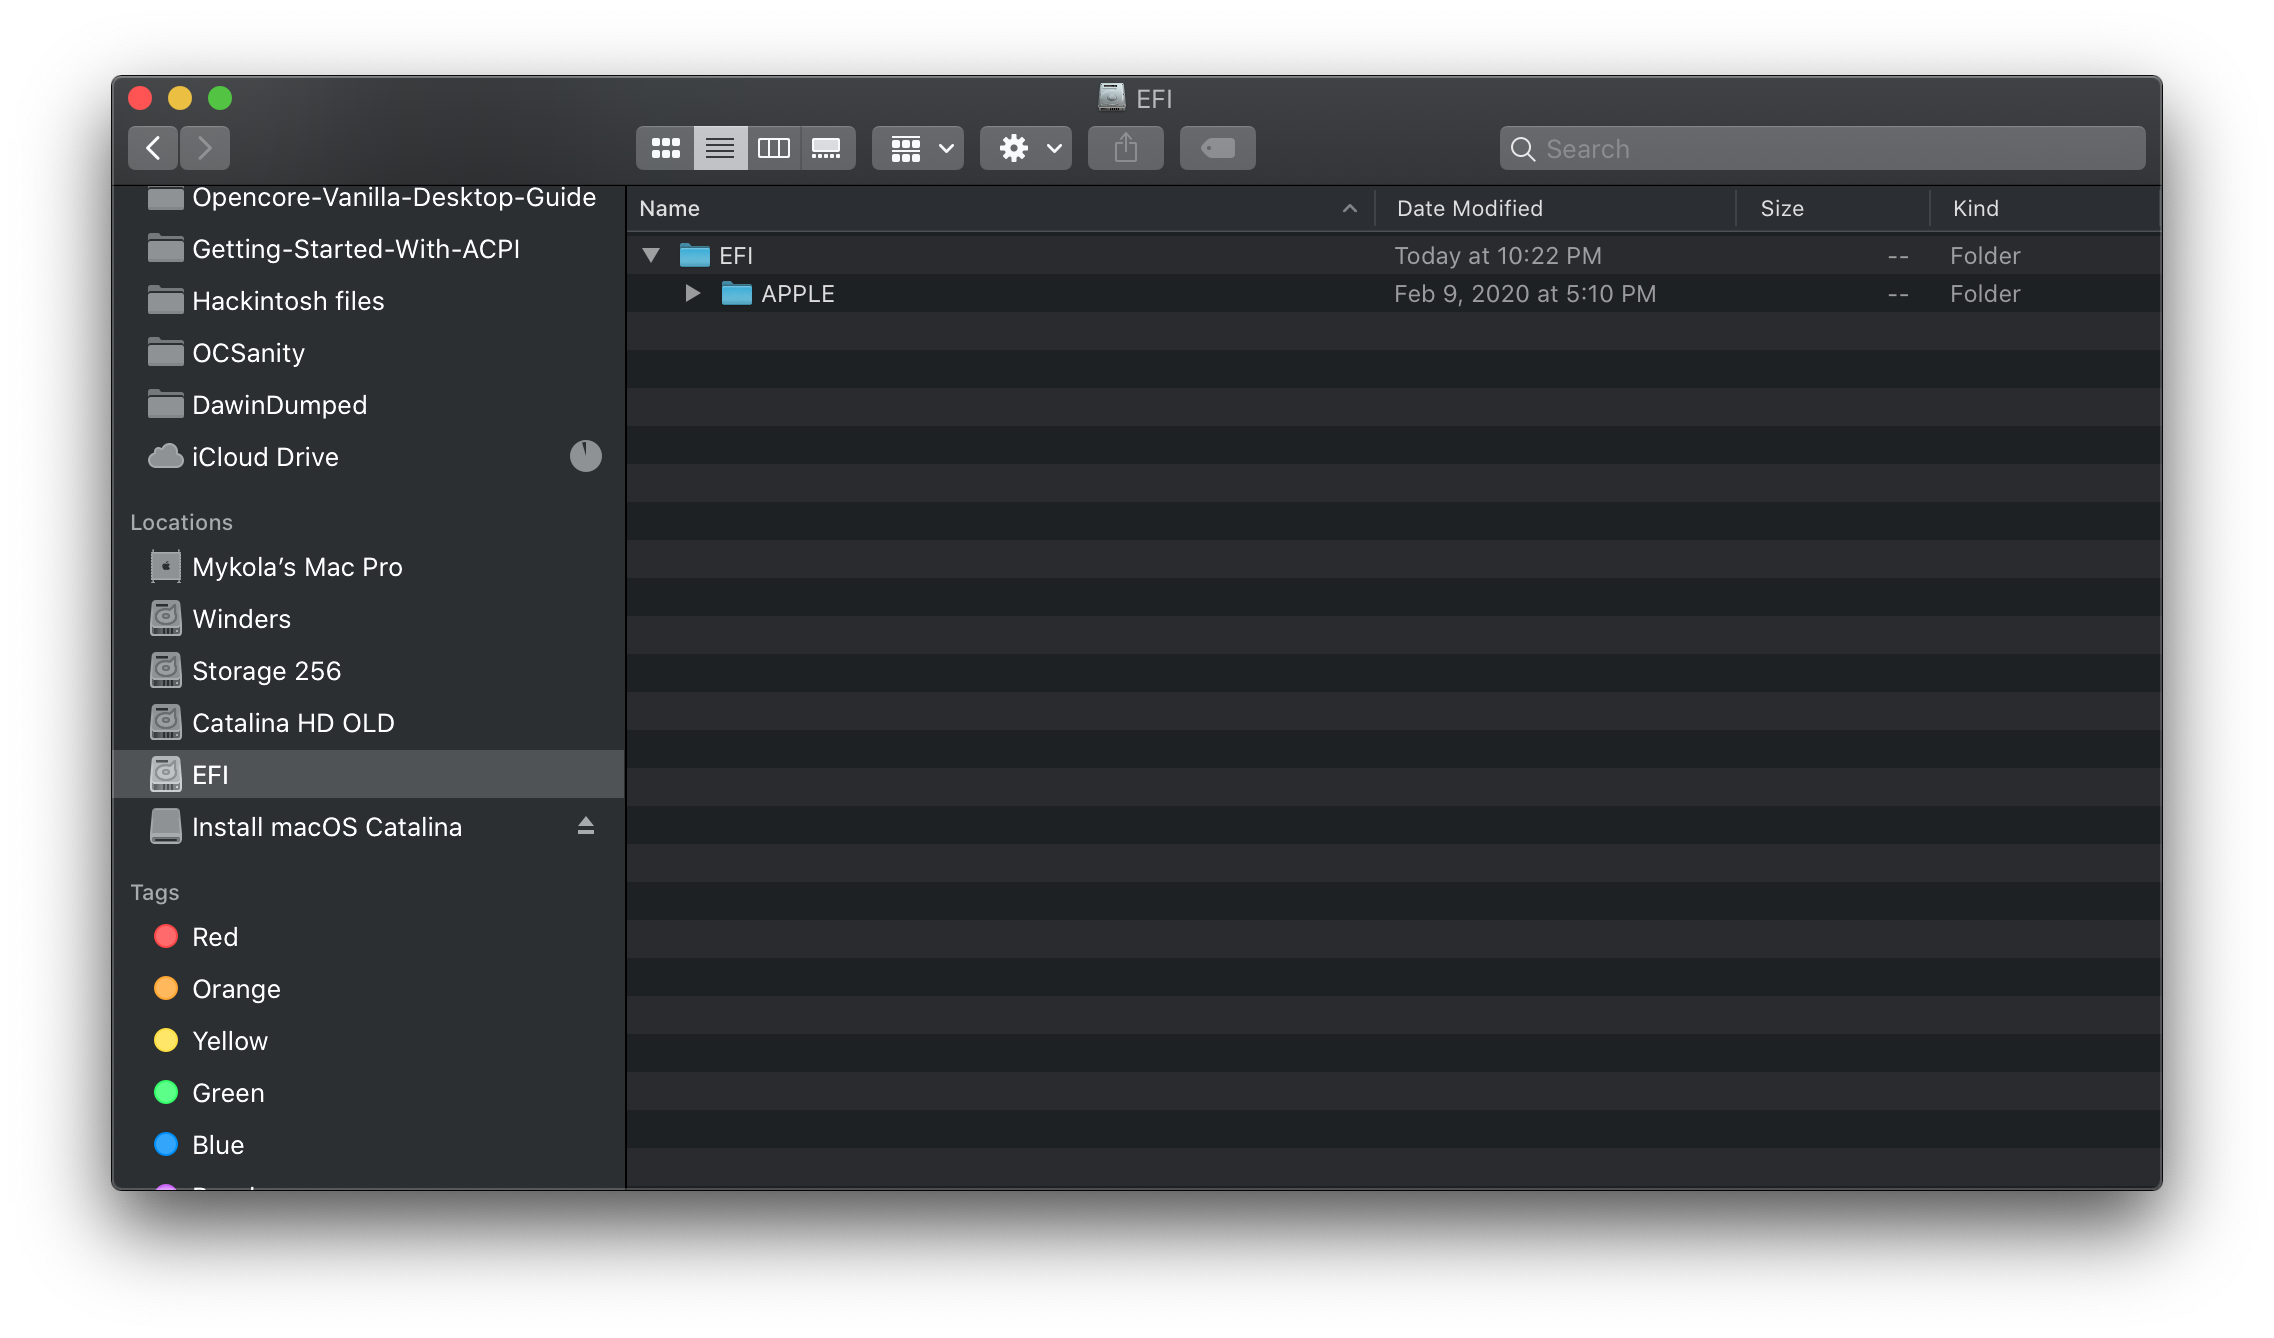 EFI
Search
Opencore-Vanilla-Desktop-Guide
Getting-Started-With-ACPI
Hackintosh files
OCSanity
DawinDumped
iCloud Drive
Locations
Mykola’s Mac Pro
Winders
Storage 256
Catalina HD OLD
EFI
Install macOS Catalina
Tags
Red
Orange
Yellow
Green
Blue
Name Date Modified Size Kind
EFI Today at 10:22 PM -- Folder
APPLE Feb 9, 2020 at 5:10 PM -- Folder